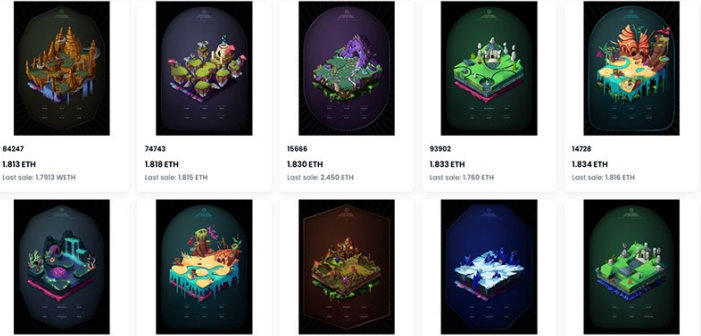 84247
1.813 ETH
Last sale: 1.7913 WETH
74743
1.818 ETH
Last sale: 1.815 ETH
15666
1.830 ETH
Last sale: 2.450 ETH
93902
1.833 ETH
Last sale: 1.760 ETH
14728
1.834 ETH
Last sale: 1.816 ETH